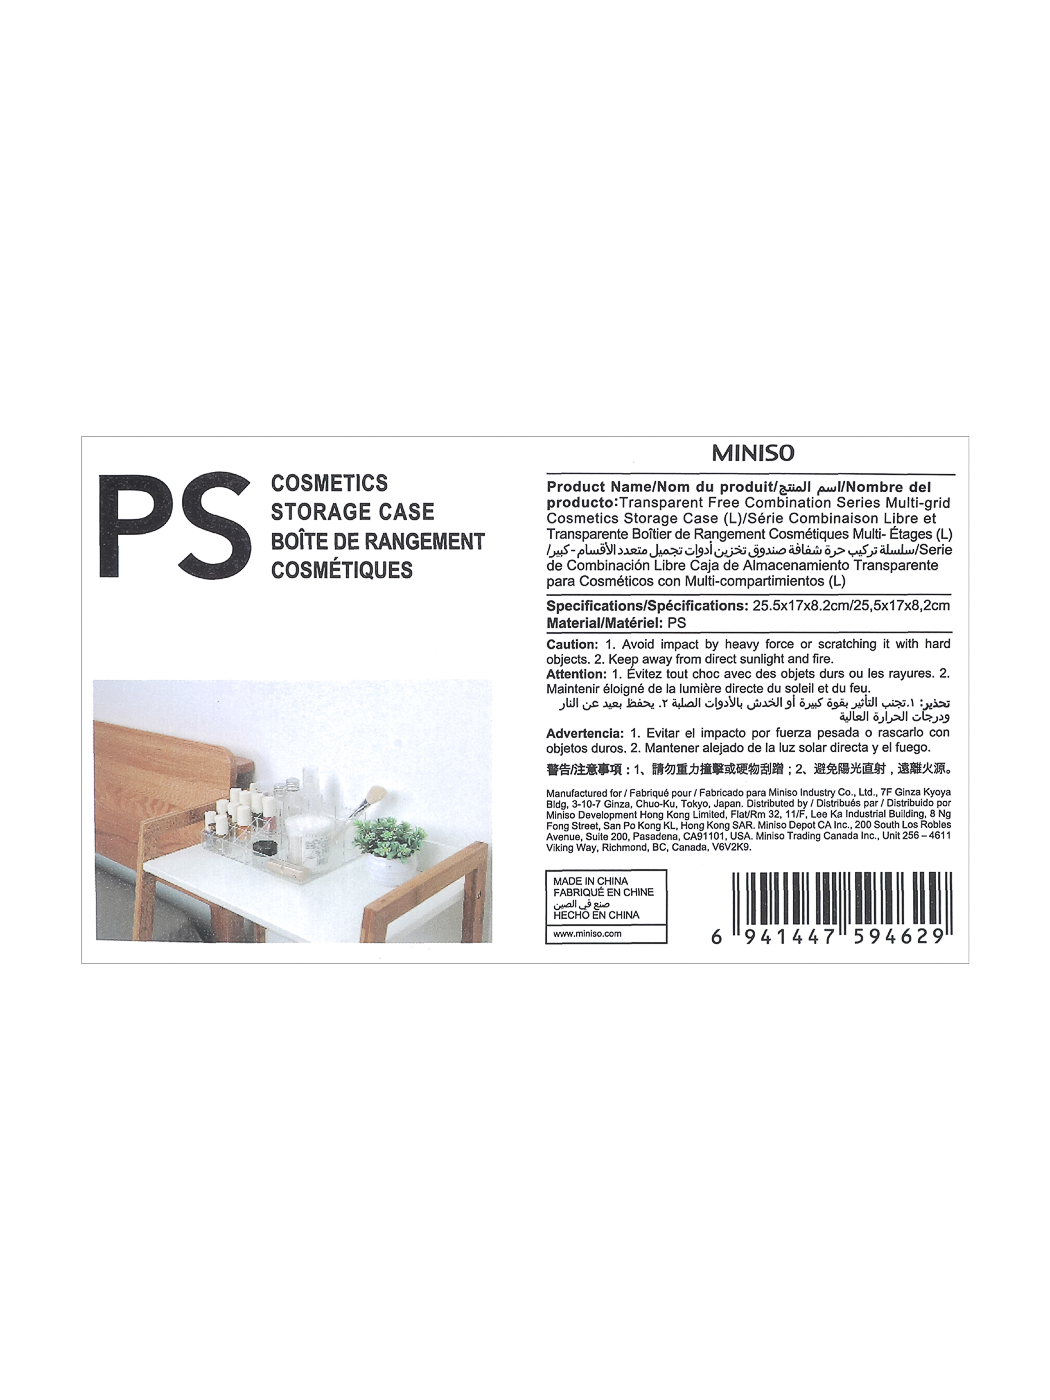 PS
COSMETICS
STORAGE CASE
BOÎTE DE RANGEMENT
COSMÉTIQUES
MINISO
Product Name/Nom du produit/اسم المنتج/Nombre del
producto:Transparent Free Combination Series Multi-grid
Cosmetics Storage Case (L)/Série Combinaison Libre et
Transparente Boîtier de Rangement Cosmétiques Multi- Étages (L)
/سلسلة تركيب حرة شفافة صندوق تخزين أدوات تجميل متعدد الأقسام - كبير/Serie
de Combinación Libre Caja de Almacenamiento Transparente
para Cosméticos con Multi-compartimientos (L)
Specifications/Spécifications: 25.5x17x8.2cm/25,5x17x8,2cm
Material/Matériel: PS
Caution: 1. Avoid impact by heavy force or scratching it with hard
objects. 2. Keep away from direct sunlight and fire.
Attention: 1. Évitez tout choc avec des objets durs ou les rayures. 2.
Maintenir éloigné de la lumière directe du soleil et du feu.
تحذير: ١.تجنب التأثير بقوة كبيرة أو الخدش بالأدوات الصلبة ٢. يحفظ بعيد عن النار
ودرجات الحرارة العالية
Advertencia: 1. Evitar el impacto por fuerza pesada o rascarlo con
objetos duros. 2. Mantener alejado de la luz solar directa y el fuego.
警告/注意事項：1、請勿重力撞擊或硬物刮蹭；2、避免陽光直射，遠離火源。
Manufactured for / Fabriqué pour / Fabricado para Miniso Industry Co., Ltd., 7F Ginza Kyoya
Bldg, 3-10-7 Ginza, Chuo-Ku, Tokyo, Japan. Distributed by / Distribués par / Distribuido por
Miniso Development Hong Kong Limited, Flat/Rm 32, 11/F, Lee Ka Industrial Building, 8 Ng
Fong Street, San Po Kong KL, Hong Kong SAR. Miniso Depot CA Inc., 200 South Los Robles
Avenue, Suite 200, Pasadena, CA91101, USA. Miniso Trading Canada Inc., Unit 256 – 4611
Viking Way, Richmond, BC, Canada, V6V2K9.
MADE IN CHINA
FABRIQUÉ EN CHINE
صنع في الصين
HECHO EN CHINA
www.miniso.com
6 941447 594629